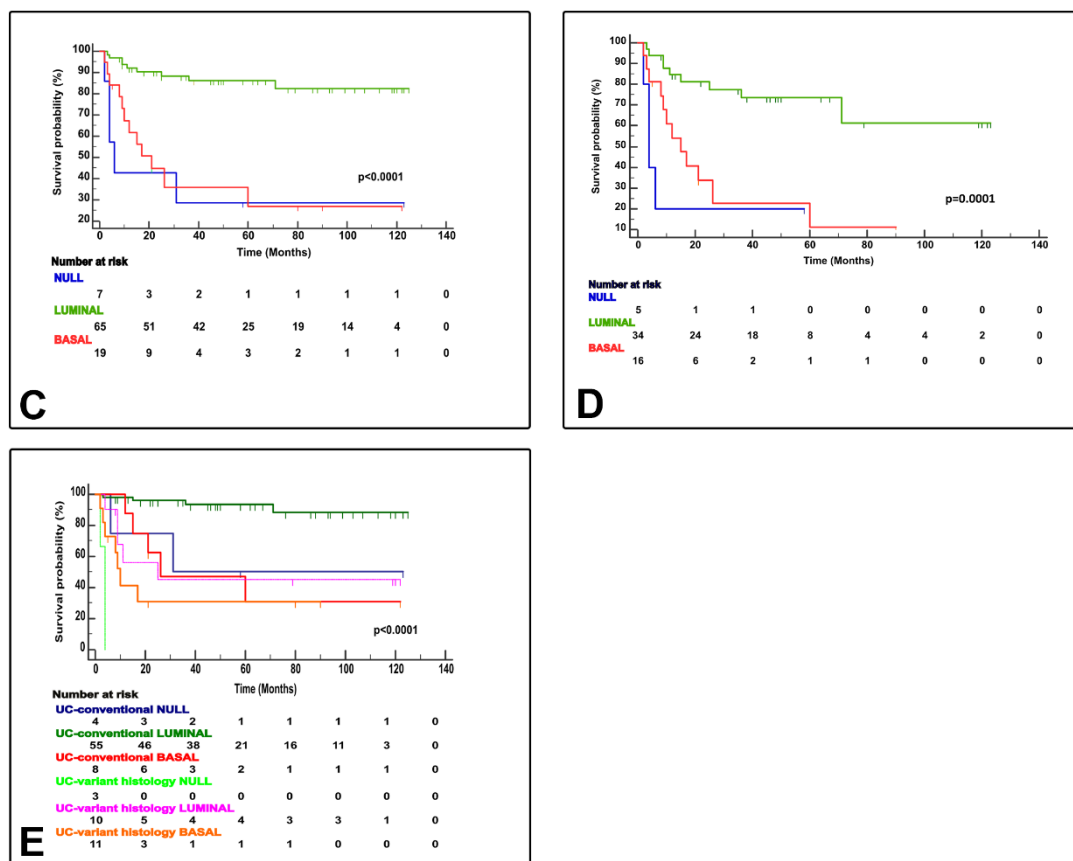 100
90
80
70
60
50
40
30
20
Survival probability (%)
p<0.0001
0 20 40 60 80 100 120 140
Time (Months)
Number at risk
NULL
7 3 2 1 1 1 1 0
LUMINAL
65 51 42 25 19 14 4 0
BASAL
19 9 4 3 2 1 1 0
C
100
90
80
70
60
50
40
30
20
10
Survival probability (%)
p=0.0001
0 20 40 60 80 100 120 140
Time (Months)
Number at risk
NULL
5 1 1 0 0 0 0 0
LUMINAL
34 24 18 8 4 4 2 0
BASAL
16 6 2 1 1 0 0 0
D
100
80
60
40
20
0
Survival probability (%)
p<0.0001
0 20 40 60 80 100 120 140
Time (Months)
Number at risk
UC-conventional NULL
4 3 2 1 1 1 1 0
UC-conventional LUMINAL
55 46 38 21 16 11 3 0
UC-conventional BASAL
8 6 3 2 1 1 1 0
UC-variant histology NULL
3 0 0 0 0 0 0 0
UC-variant histology LUMINAL
10 5 4 4 3 3 1 0
UC-variant histology BASAL
11 3 1 1 1 0 0 0
E